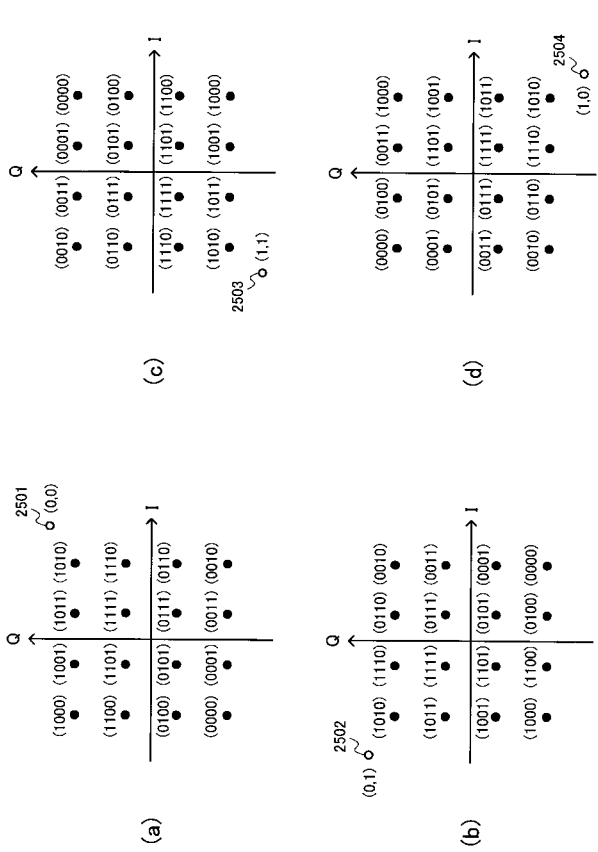 2501
Q
(0,0)
(1000) (1001) (1011) (1010)
(1100) (1101) (1111) (1110)
(a)
I
(0100) (0101) (0111) (0110)
(0000) (0001) (0011) (0010)
Q
(0010) (0011) (0001) (0000)
(0110) (0111) (0101) (0100)
(c)
I
(1110) (1111) (1101) (1100)
(1010) (1011) (1001) (1000)
2503
(1,1)
2502
Q
(0,1)
(1010) (1110) (0110) (0010)
(1011) (1111) (0111) (0011)
(b)
I
(1001) (1101) (0101) (0001)
(1000) (1100) (0100) (0000)
Q
(0000) (0100) (0011) (1000)
(0001) (0101) (1101) (1001)
(d)
I
(0011) (0111) (1111) (1011)
(0010) (0110) (1110) (1010)
2504
(1,0)